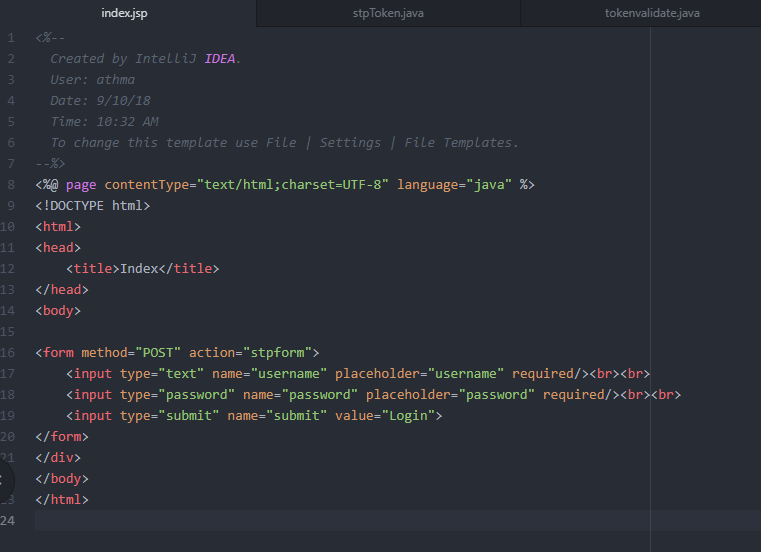 index.jsp stpToken.java tokenvalidate.java
1 <%--
2 Created by IntelliJ IDEA.
3 User: athma
4 Date: 9/10/18
5 Time: 10:32 AM
6 To change this template use File | Settings | File Templates.
7 --%>
8 <%@ page contentType="text/html;charset=UTF-8" language="java" %>
9 <!DOCTYPE html>
10 <html>
11 <head>
12 <title>Index</title>
13 </head>
14 <body>
15
16 <form method="POST" action="stpform">
17 <input type="text" name="username" placeholder="username" required/><br><br>
18 <input type="password" name="password" placeholder="password" required/><br><br>
19 <input type="submit" name="submit" value="Login">
20 </form>
21 </div>
</body>
23 </html>
24